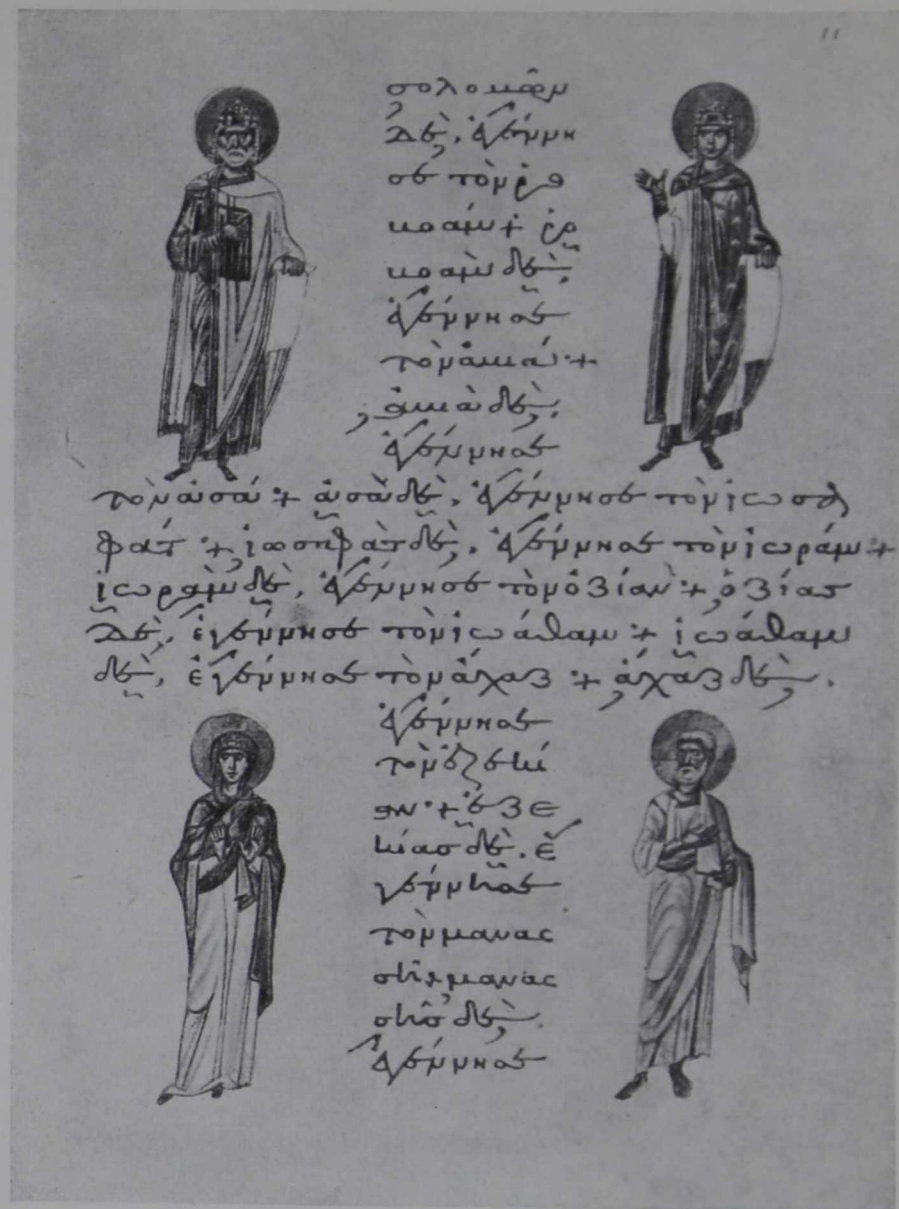 11
σολομὼν
δὲ, ἐγέννη
σε τὸν ῥο
βοάμ + ῥο
βοὰμ δὲ,
ἐγέννησε
τὸν ἀβιά· +
ἀβιὰ δὲ,
ἐγέννησε
τὸν ἀσά· + ἀσὰ δὲ, ἐγέννησε τὸν ἰωσα
φάτ· + ἰωσαφὰτ δὲ, ἐγέννησε τὸν ἰωράμ +
ἰωρὰμ δὲ, ἐγέννησε τὸν ὀζίαν· + ὀζίας
δὲ, ἐγέννησε τὸν ἰωάθαμ + ἰωάθαμ
δὲ, ἐγέννησε τὸν ἄχαζ + ἄχαζ δὲ,
ἐγέννησε
τὸν ἐζεκί
αν· + ἐζε
κίας δὲ. ἐ
γέννησε
τὸν μανασ
σῆ· μανασ
σῆς δὲ,
ἐγέννησε